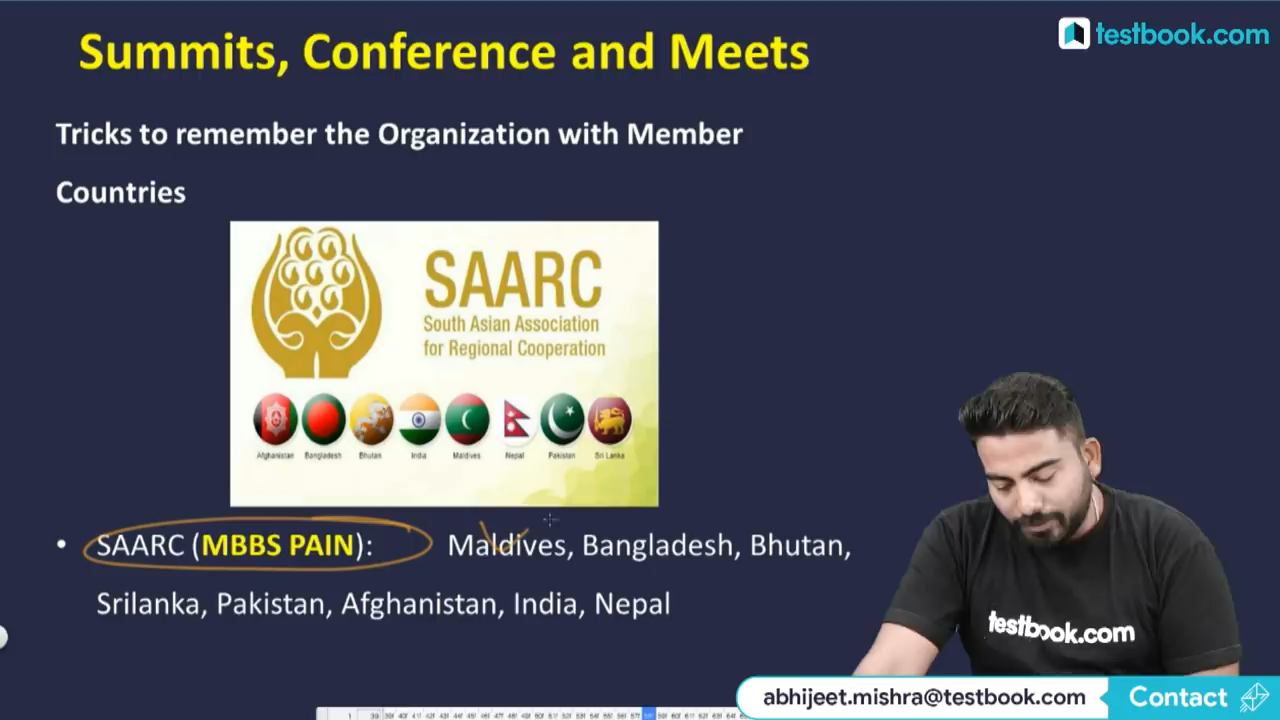 Summits, Conference and Meets
testbook.com
Tricks to remember the Organization with Member
Countries
SAARC
South Asian Association
for Regional Cooperation
Afghanistan Bangladesh Bhutan India Maldives Nepal Pakistan Sri Lanka
• SAARC (MBBS PAIN): Maldives, Bangladesh, Bhutan,
Srilanka, Pakistan, Afghanistan, India, Nepal
testbook.com
abhijeet.mishra@testbook.com Contact